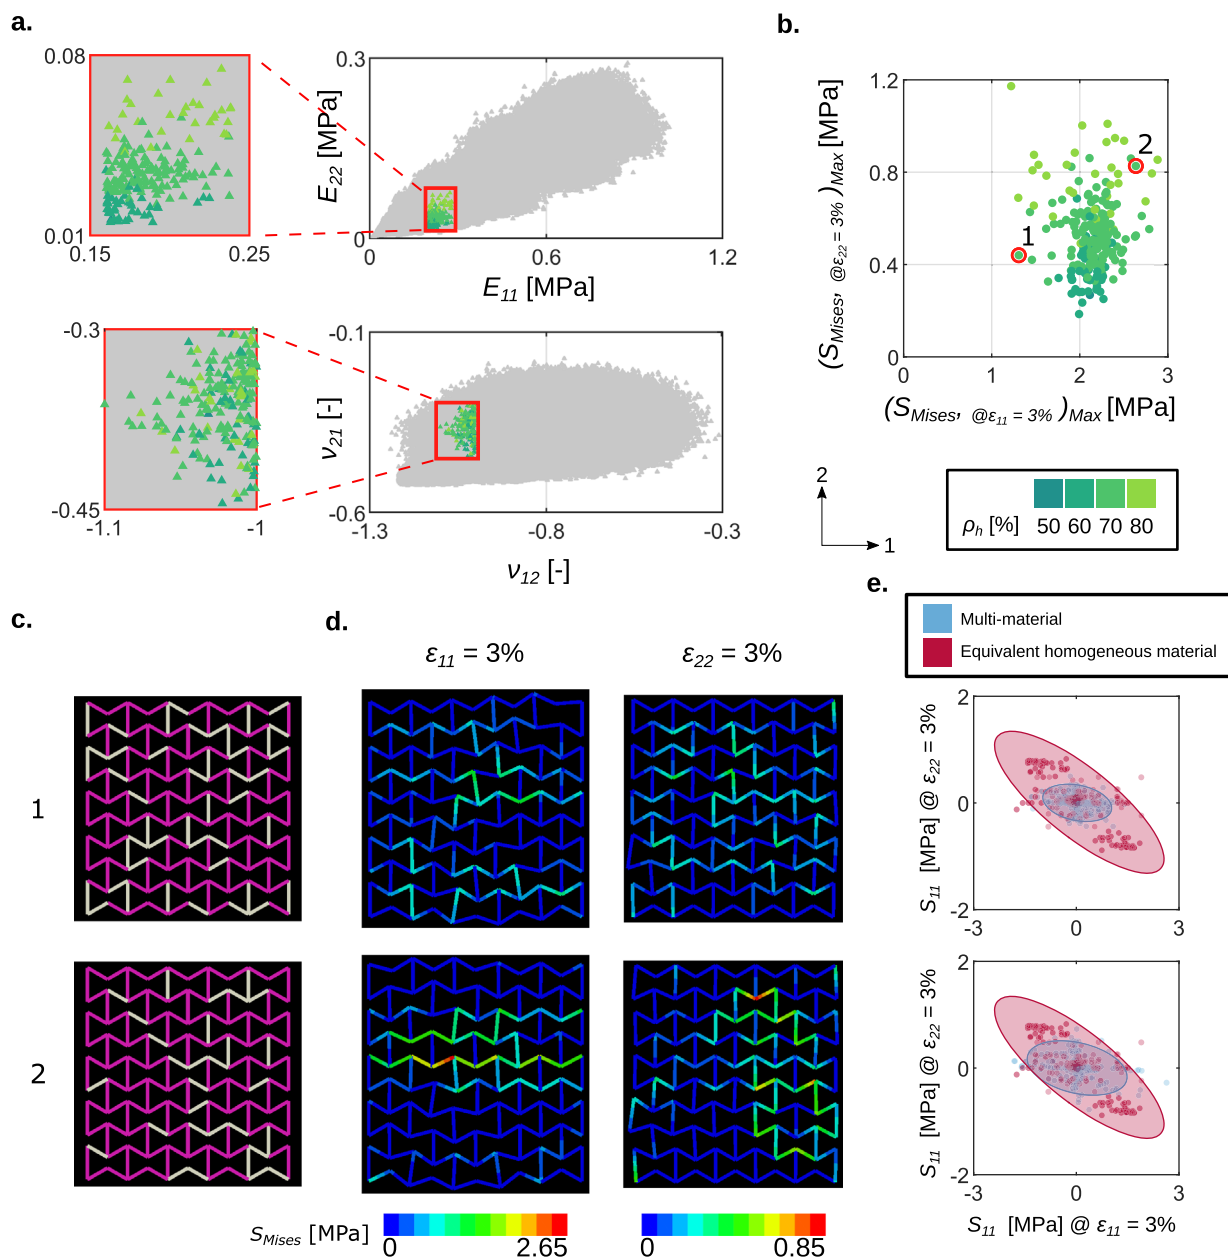 a.
0.08
0.01
0.15
0.25
0.3
E22 [MPa]
0
0
0.6
1.2
E11 [MPa]
-0.3
-0.45
-1.1
-1
-0.1
ν21 [-]
-0.6
-1.3
-0.8
-0.3
ν12 [-]
b.
1.2
0.8
0.4
0
(SMises, @ε22 = 3% )Max [MPa]
1
2
0
1
2
3
(SMises, @ε11 = 3% )Max [MPa]
2
1
ρh [%]
50
60
70
80
c.
1
2
d.
ε11 = 3%
ε22 = 3%
SMises [MPa]
0
2.65
0
0.85
e.
Multi-material
Equivalent homogeneous material
2
0
-2
S11 [MPa] @ ε22 = 3%
-3
0
3
2
0
-2
S11 [MPa] @ ε22 = 3%
-3
0
3
S11 [MPa] @ ε11 = 3%